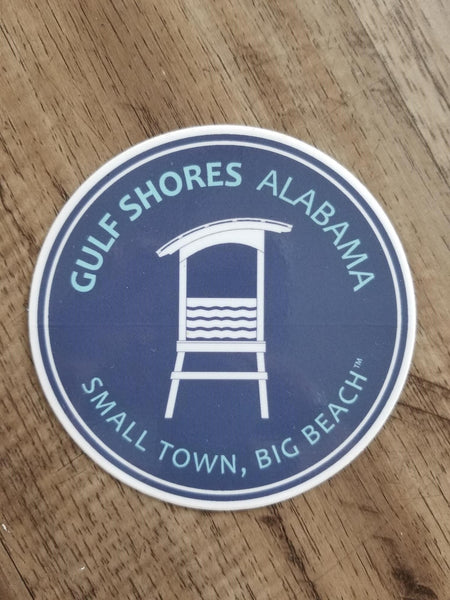 GULF SHORES ALABAMA
SMALL TOWN, BIG BEACH™